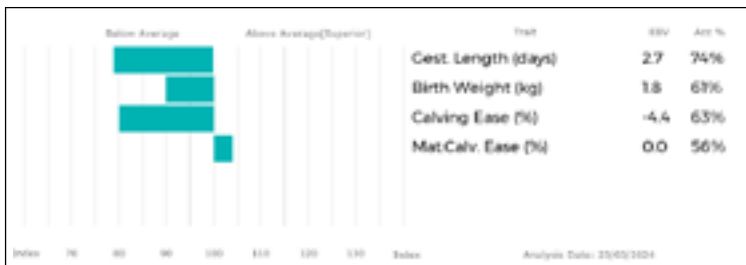 Below Average Above Average(Superior) Trait EBV Acc %
Gest. Length (days) 2.7 74%
Birth Weight (kg) 1.8 61%
Calving Ease (%) -4.4 63%
Mat.Calv. Ease (%) 0.0 56%
Index 70 80 90 100 110 120 130 Index Analysis Date: 25/05/2024